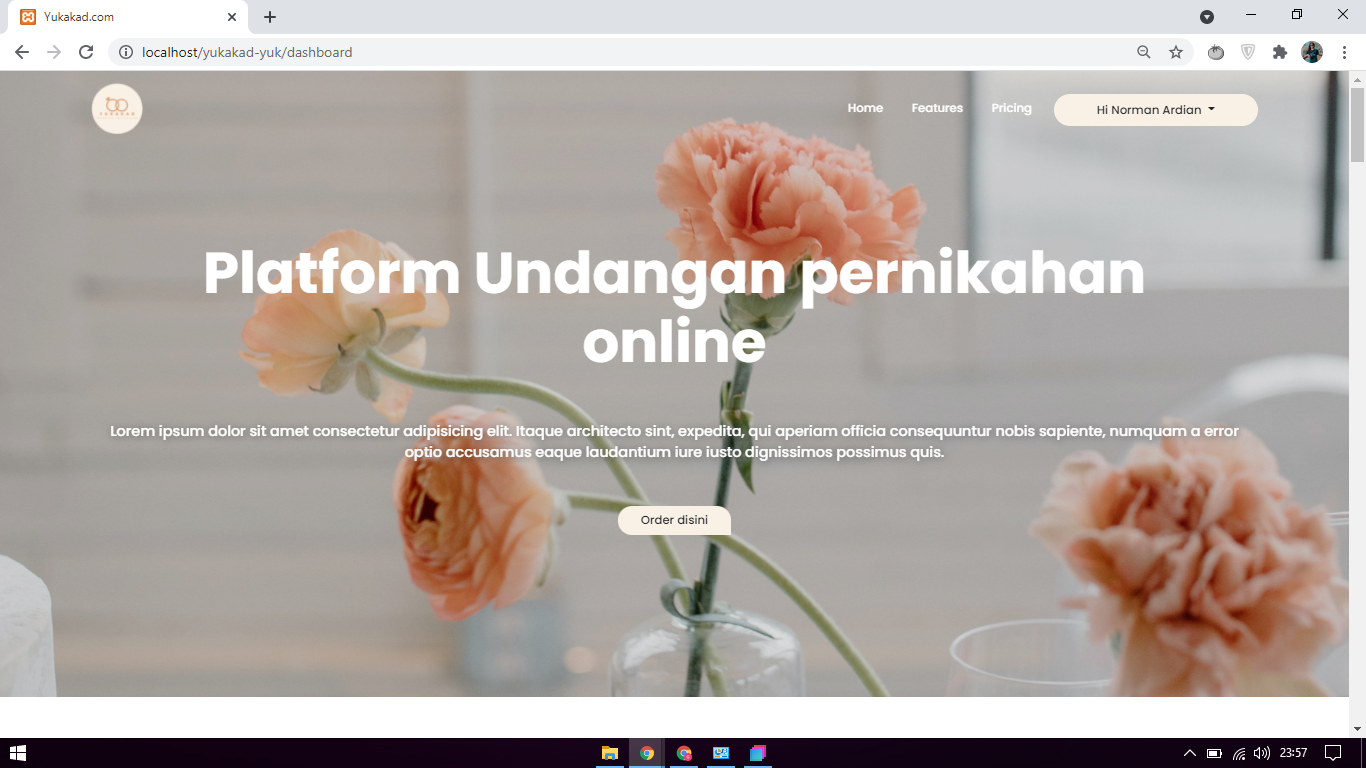 Yukakad.com
localhost/yukakad-yuk/dashboard
Home Features Pricing Hi Norman Ardian
Platform Undangan pernikahan
online
Lorem ipsum dolor sit amet consectetur adipisicing elit. Itaque architecto sint, expedita, qui aperiam officia consequuntur nobis sapiente, numquam a error
optio accusamus eaque laudantium iure iusto dignissimos possimus quis.
Order disini
23:57